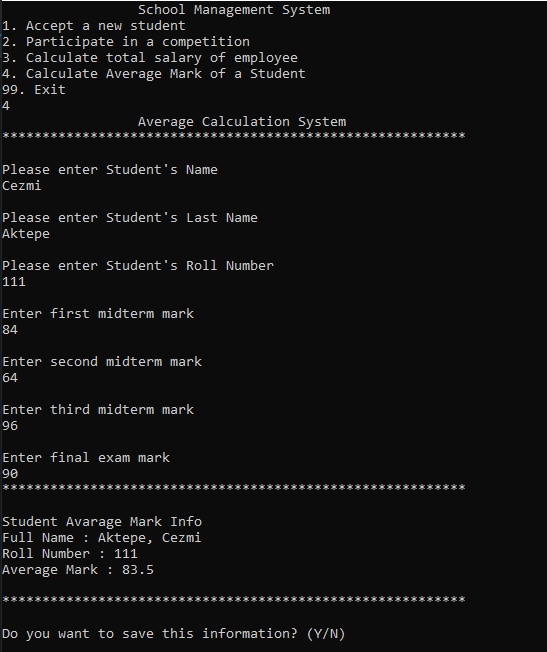 School Management System
1. Accept a new student
2. Participate in a competition
3. Calculate total salary of employee
4. Calculate Average Mark of a Student
99. Exit
4
Average Calculation System
**********************************************************
Please enter Student's Name
Cezmi
Please enter Student's Last Name
Aktepe
Please enter Student's Roll Number
111
Enter first midterm mark
84
Enter second midterm mark
64
Enter third midterm mark
96
Enter final exam mark
90
**********************************************************
Student Avarage Mark Info
Full Name : Aktepe, Cezmi
Roll Number : 111
Average Mark : 83.5
**********************************************************
Do you want to save this information? (Y/N)